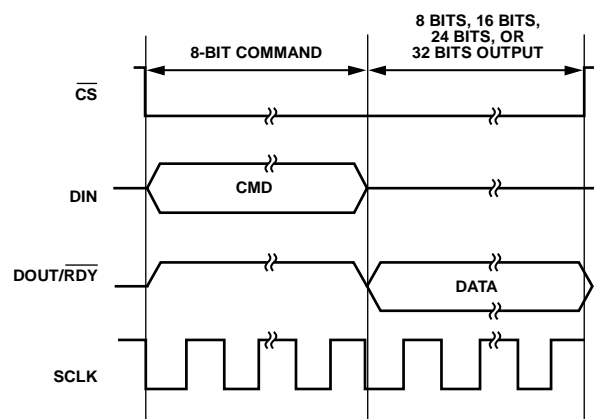 8 BITS, 16 BITS,
24 BITS, OR
32 BITS OUTPUT
8-BIT COMMAND
CS
DIN
CMD
DOUT/RDY
DATA
SCLK